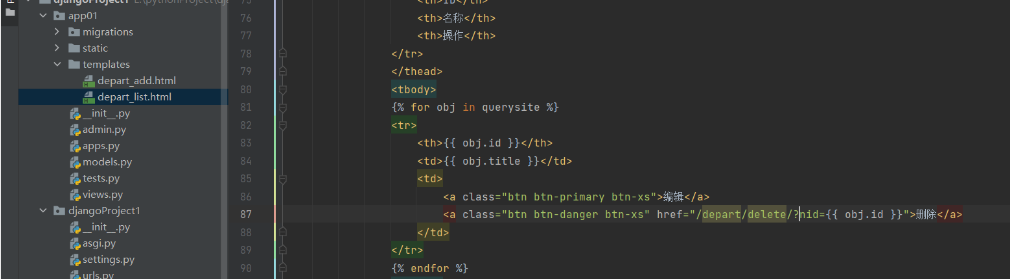 djangoProject1
app01
migrations
static
templates
depart_add.html
depart_list.html
__init__.py
admin.py
apps.py
models.py
tests.py
views.py
djangoProject1
__init__.py
asgi.py
settings.py
urls.py
75 <th>ID</th>
76 <th>名称</th>
77 <th>操作</th>
78 </tr>
79 </thead>
80 <tbody>
81 {% for obj in querysite %}
82 <tr>
83 <th>{{ obj.id }}</th>
84 <td>{{ obj.title }}</td>
85 <td>
86 <a class="btn btn-primary btn-xs">编辑</a>
87 <a class="btn btn-danger btn-xs" href="/depart/delete/?nid={{ obj.id }}">删除</a>
88 </td>
89 </tr>
90 {% endfor %}